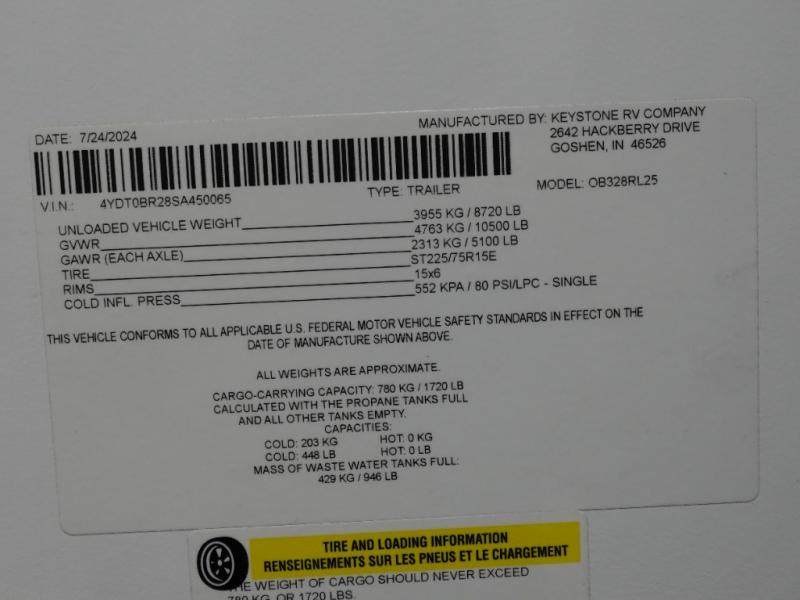 DATE: 7/24/2024
MANUFACTURED BY: KEYSTONE RV COMPANY
2642 HACKBERRY DRIVE
GOSHEN, IN 46526
V.I.N.: 4YDT0BR28SA450065 TYPE: TRAILER MODEL: OB328RL25
UNLOADED VEHICLE WEIGHT 3955 KG / 8720 LB
GVWR 4763 KG / 10500 LB
GAWR (EACH AXLE) 2313 KG / 5100 LB
TIRE ST225/75R15E
RIMS 15x6
COLD INFL. PRESS 552 KPA / 80 PSI/LPC - SINGLE
THIS VEHICLE CONFORMS TO ALL APPLICABLE U.S. FEDERAL MOTOR VEHICLE SAFETY STANDARDS IN EFFECT ON THE
DATE OF MANUFACTURE SHOWN ABOVE.
ALL WEIGHTS ARE APPROXIMATE.
CARGO-CARRYING CAPACITY: 780 KG / 1720 LB
CALCULATED WITH THE PROPANE TANKS FULL
AND ALL OTHER TANKS EMPTY.
CAPACITIES:
COLD: 203 KG HOT: 0 KG
COLD: 448 LB HOT: 0 LB
MASS OF WASTE WATER TANKS FULL:
429 KG / 946 LB
TIRE AND LOADING INFORMATION
RENSEIGNEMENTS SUR LES PNEUS ET LE CHARGEMENT
THE WEIGHT OF CARGO SHOULD NEVER EXCEED
780 KG. OR 1720 LBS.